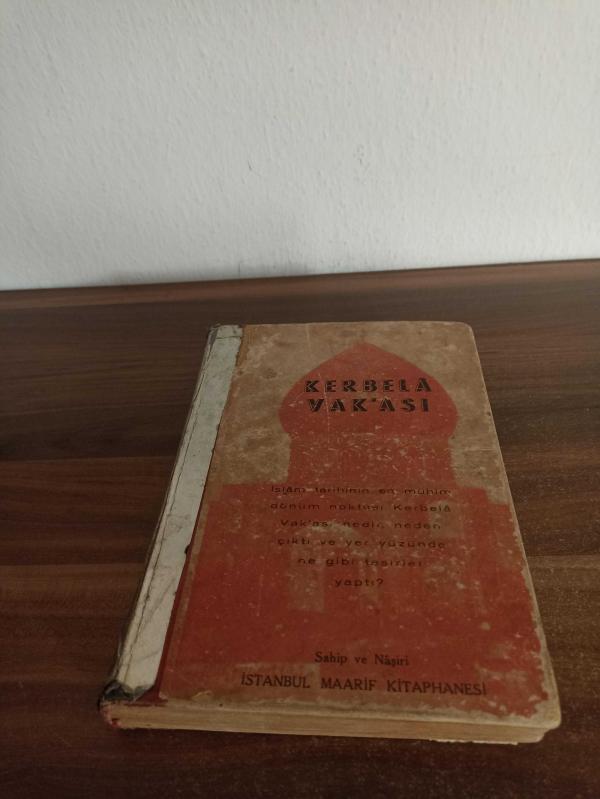 KERBELÂ
VAK'ASI
İslâm tarihinin en mühim
dönüm noktası Kerbelâ
Vak'ası nedir, neden
çıktı ve yer yüzünde
ne gibi tesirler
yaptı?
Sahip ve Nâşiri
İSTANBUL MAARİF KİTAPHANESİ